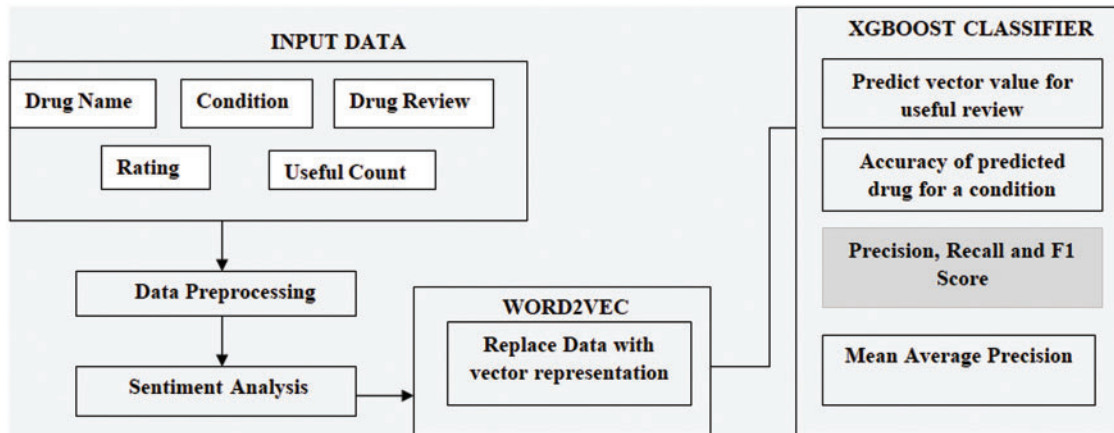 INPUT DATA
Drug Name
Condition
Drug Review
Rating
Useful Count
Data Preprocessing
Sentiment Analysis
WORD2VEC
Replace Data with
vector representation
XGBOOST CLASSIFIER
Predict vector value for
useful review
Accuracy of predicted
drug for a condition
Precision, Recall and F1
Score
Mean Average Precision